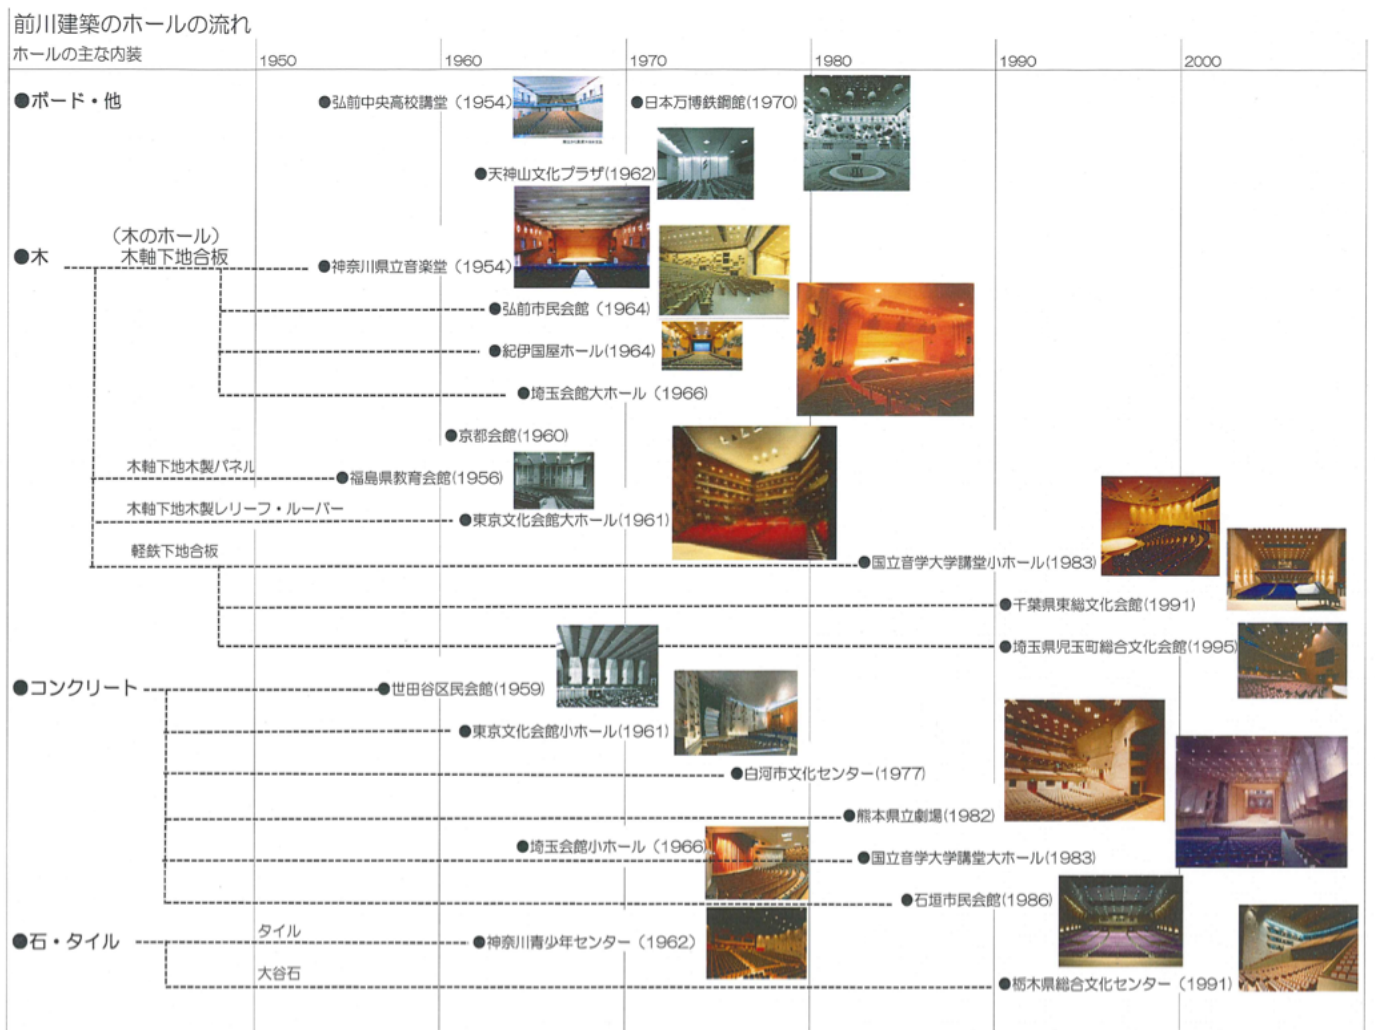 前川建築のホールの流れ
ホールの主な内装
1950
1960
1970
1980
1990
2000
●ボード・他
●弘前中央高校講堂（1954）
●日本万博鉄鋼館(1970)
●天神山文化プラザ(1962)
（木のホール）
●木
木軸下地合板
●神奈川県立音楽堂（1954）
●弘前市民会館（1964）
●紀伊国屋ホール(1964)
●埼玉会館大ホール（1966）
●京都会館(1960)
木軸下地木製パネル
●福島県教育会館(1956)
木軸下地木製レリーフ・ルーバー
●東京文化会館大ホール(1961)
軽鉄下地合板
●国立音学大学講堂小ホール(1983)
●千葉県東総文化会館(1991)
●埼玉県児玉町総合文化会館(1995)
●コンクリート
●世田谷区民会館(1959)
●東京文化会館小ホール(1961)
●白河市文化センター(1977)
●熊本県立劇場(1982)
●埼玉会館小ホール（1966)
●国立音学大学講堂大ホール(1983)
●石垣市民会館(1986)
●石・タイル
タイル
●神奈川青少年センター（1962）
大谷石
●栃木県総合文化センター（1991）